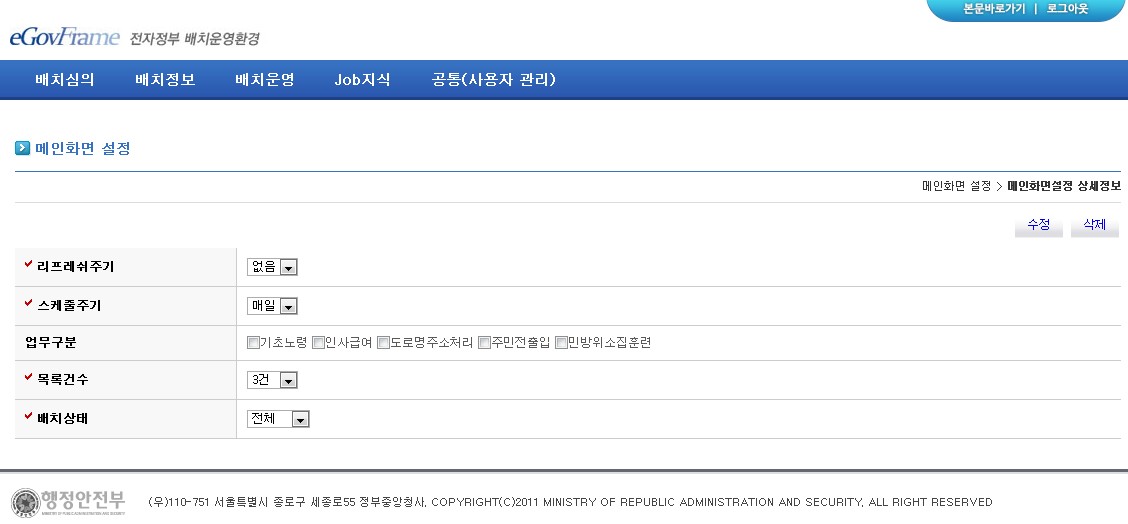 본문바로가기 | 로그아웃
eGovFrame 전자정부 배치운영환경
배치심의 배치정보 배치운영 Job지식 공통(사용자 관리)
메인화면 설정
메인화면 설정 > 메인화면설정 상세정보
수정 삭제
리프레쉬주기 없음
스케줄주기 매일
업무구분 기초노령 인사급여 도로명주소처리 주민전출입 민방위소집훈련
목록건수 3건
배치상태 전체
행정안전부 (우)110-751 서울특별시 종로구 세종로55 정부중앙청사, COPYRIGHT(C)2011 MINISTRY OF REPUBLIC ADMINISTRATION AND SECURITY, ALL RIGHT RESERVED